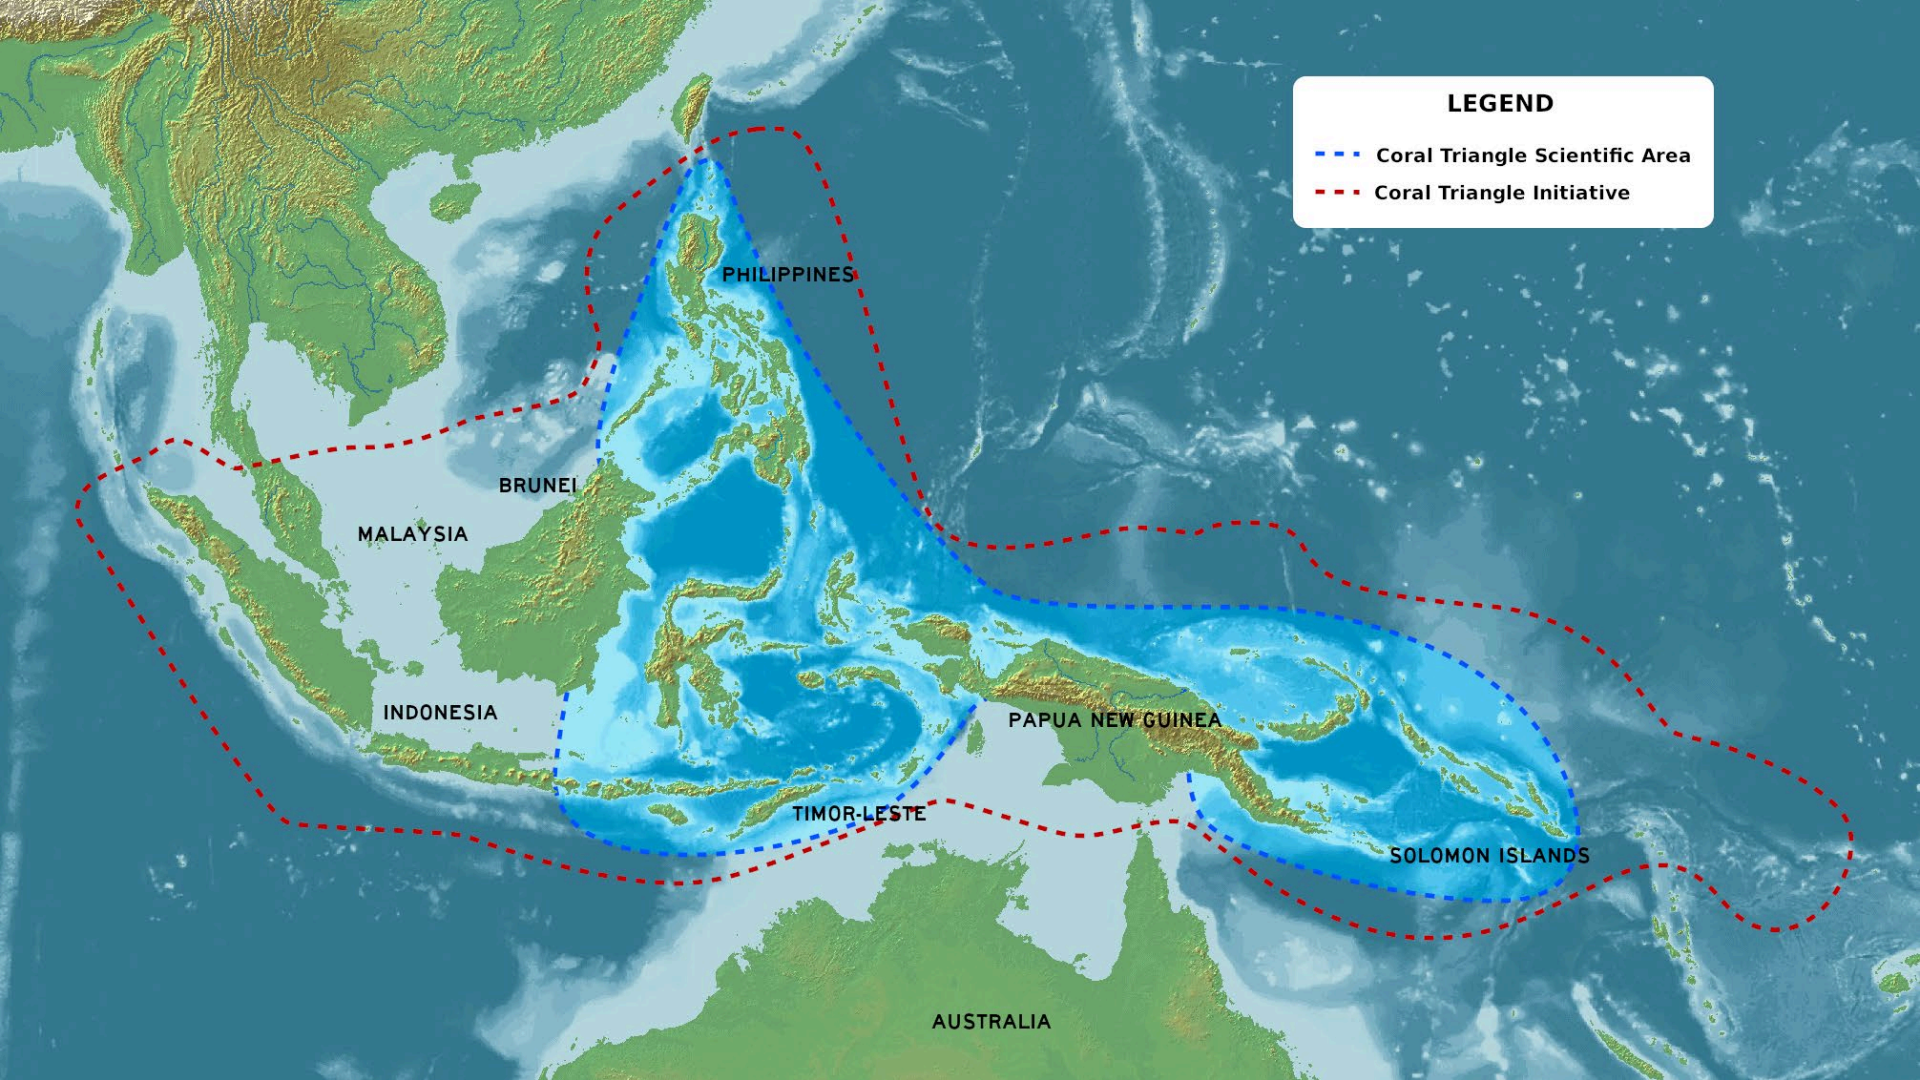 LEGEND
Coral Triangle Scientific Area
Coral Triangle Initiative
PHILIPPINES
BRUNEI
MALAYSIA
INDONESIA
PAPUA NEW GUINEA
TIMOR-LESTE
SOLOMON ISLANDS
AUSTRALIA